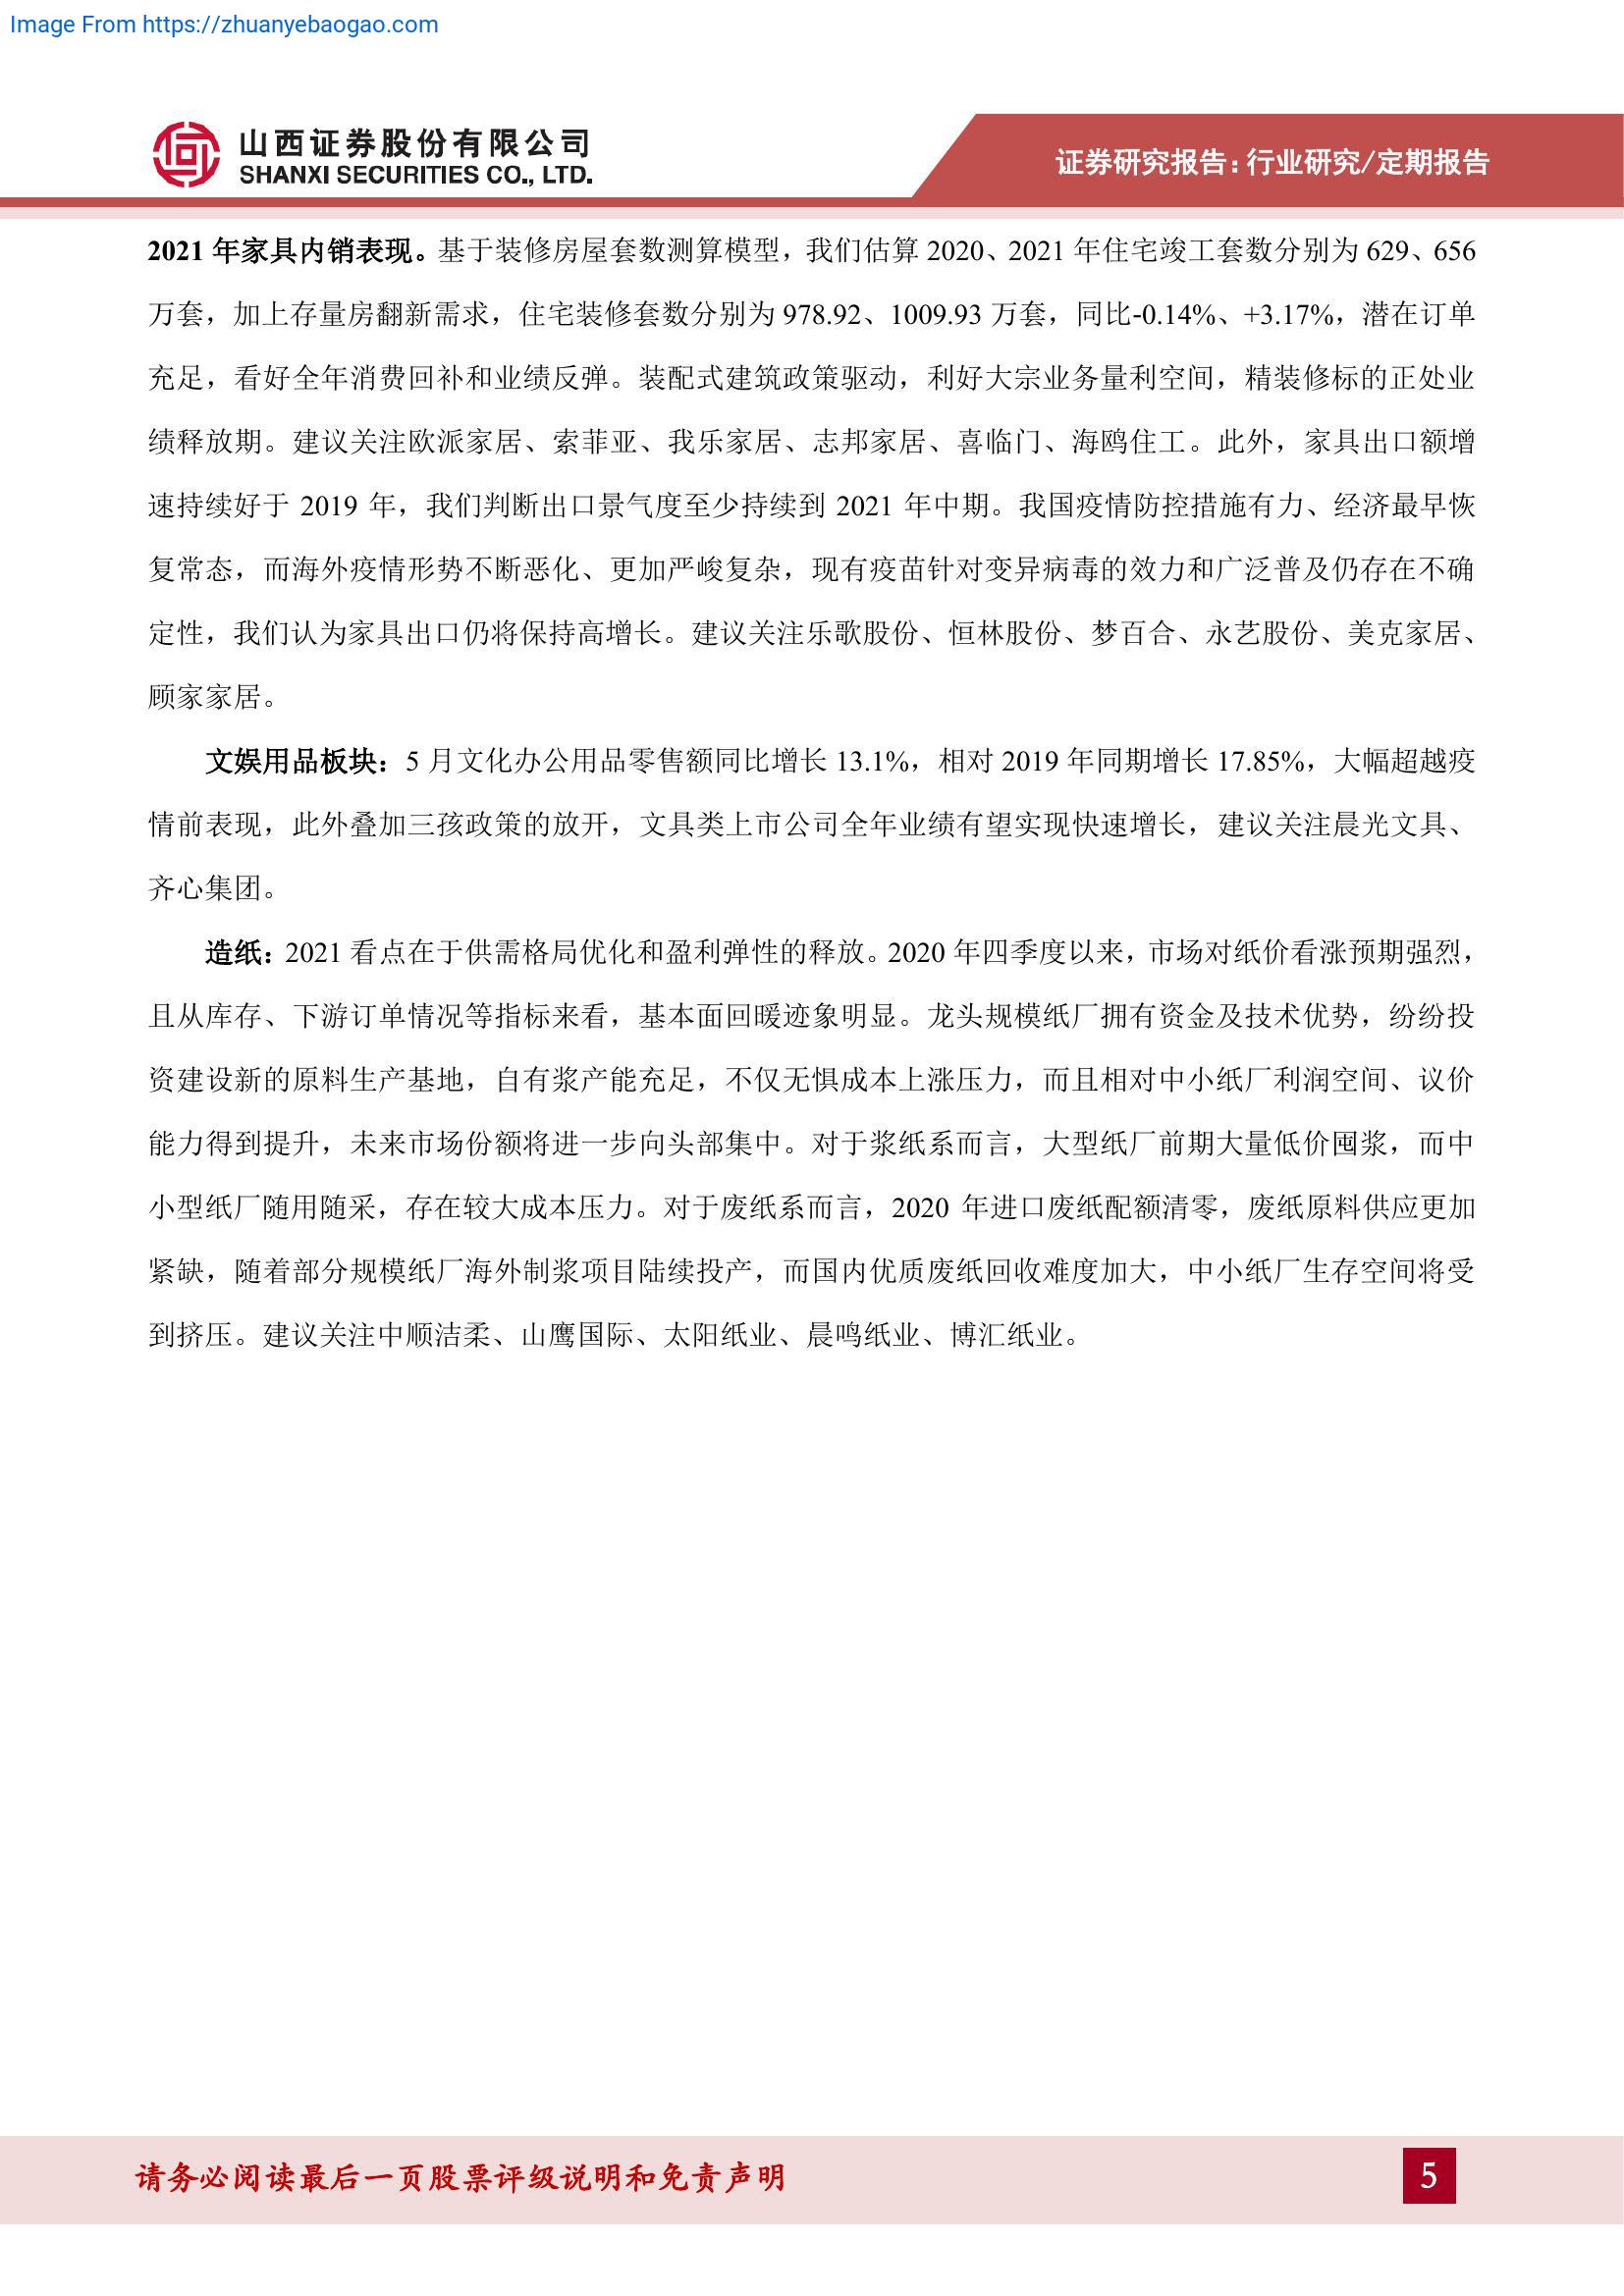 Image From https://zhuanyebaogao.com
山西证券股份有限公司
SHANXI SECURITIES CO., LTD.
证券研究报告：行业研究/定期报告
2021 年家具内销表现。基于装修房屋套数测算模型，我们估算 2020、2021 年住宅竣工套数分别为 629、656
万套，加上存量房翻新需求，住宅装修套数分别为 978.92、1009.93 万套，同比-0.14%、+3.17%，潜在订单
充足，看好全年消费回补和业绩反弹。装配式建筑政策驱动，利好大宗业务量利空间，精装修标的正处业
绩释放期。建议关注欧派家居、索菲亚、我乐家居、志邦家居、喜临门、海鸥住工。此外，家具出口额增
速持续好于 2019 年，我们判断出口景气度至少持续到 2021 年中期。我国疫情防控措施有力、经济最早恢
复常态，而海外疫情形势不断恶化、更加严峻复杂，现有疫苗针对变异病毒的效力和广泛普及仍存在不确
定性，我们认为家具出口仍将保持高增长。建议关注乐歌股份、恒林股份、梦百合、永艺股份、美克家居、
顾家家居。
文娱用品板块：5 月文化办公用品零售额同比增长 13.1%，相对 2019 年同期增长 17.85%，大幅超越疫
情前表现，此外叠加三孩政策的放开，文具类上市公司全年业绩有望实现快速增长，建议关注晨光文具、
齐心集团。
造纸：2021 看点在于供需格局优化和盈利弹性的释放。2020 年四季度以来，市场对纸价看涨预期强烈，
且从库存、下游订单情况等指标来看，基本面回暖迹象明显。龙头规模纸厂拥有资金及技术优势，纷纷投
资建设新的原料生产基地，自有浆产能充足，不仅无惧成本上涨压力，而且相对中小纸厂利润空间、议价
能力得到提升，未来市场份额将进一步向头部集中。对于浆纸系而言，大型纸厂前期大量低价囤浆，而中
小型纸厂随用随采，存在较大成本压力。对于废纸系而言，2020 年进口废纸配额清零，废纸原料供应更加
紧缺，随着部分规模纸厂海外制浆项目陆续投产，而国内优质废纸回收难度加大，中小纸厂生存空间将受
到挤压。建议关注中顺洁柔、山鹰国际、太阳纸业、晨鸣纸业、博汇纸业。
请务必阅读最后一页股票评级说明和免责声明
5